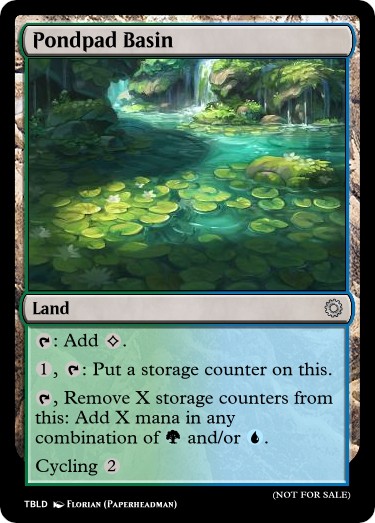 Pondpad Basin
Land
: Add .
1, : Put a storage counter on this.
, Remove X storage counters from
this: Add X mana in any
combination of and/or .
Cycling 2
(NOT FOR SALE)
TBLD FLORIAN (PAPERHEADMAN)